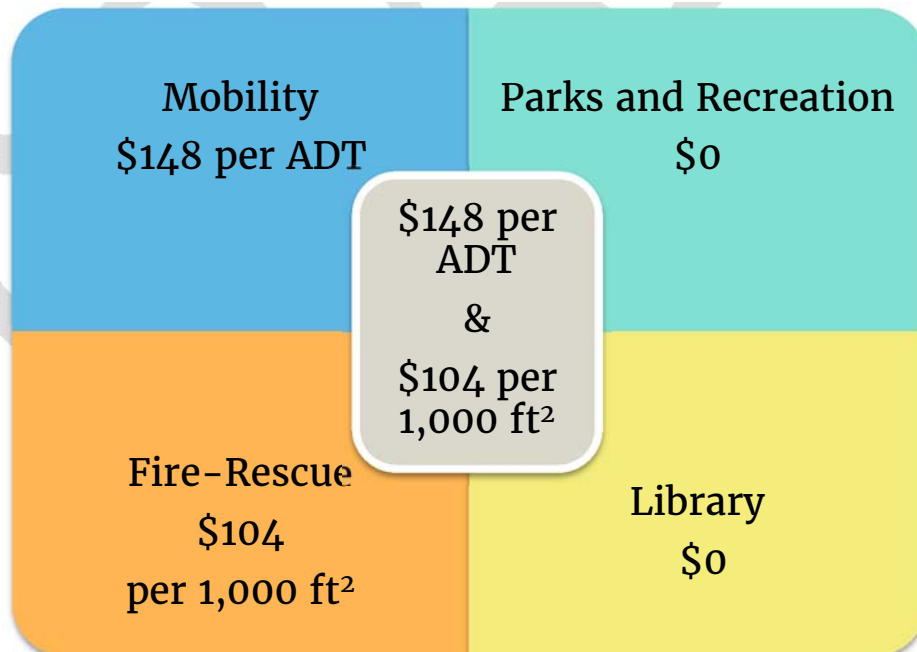 Mobility
$148 per ADT
Parks and Recreation
$0
$148 per
ADT
&
$104 per
1,000 ft²
Fire-Rescue
$104
per 1,000 ft²
Library
$0